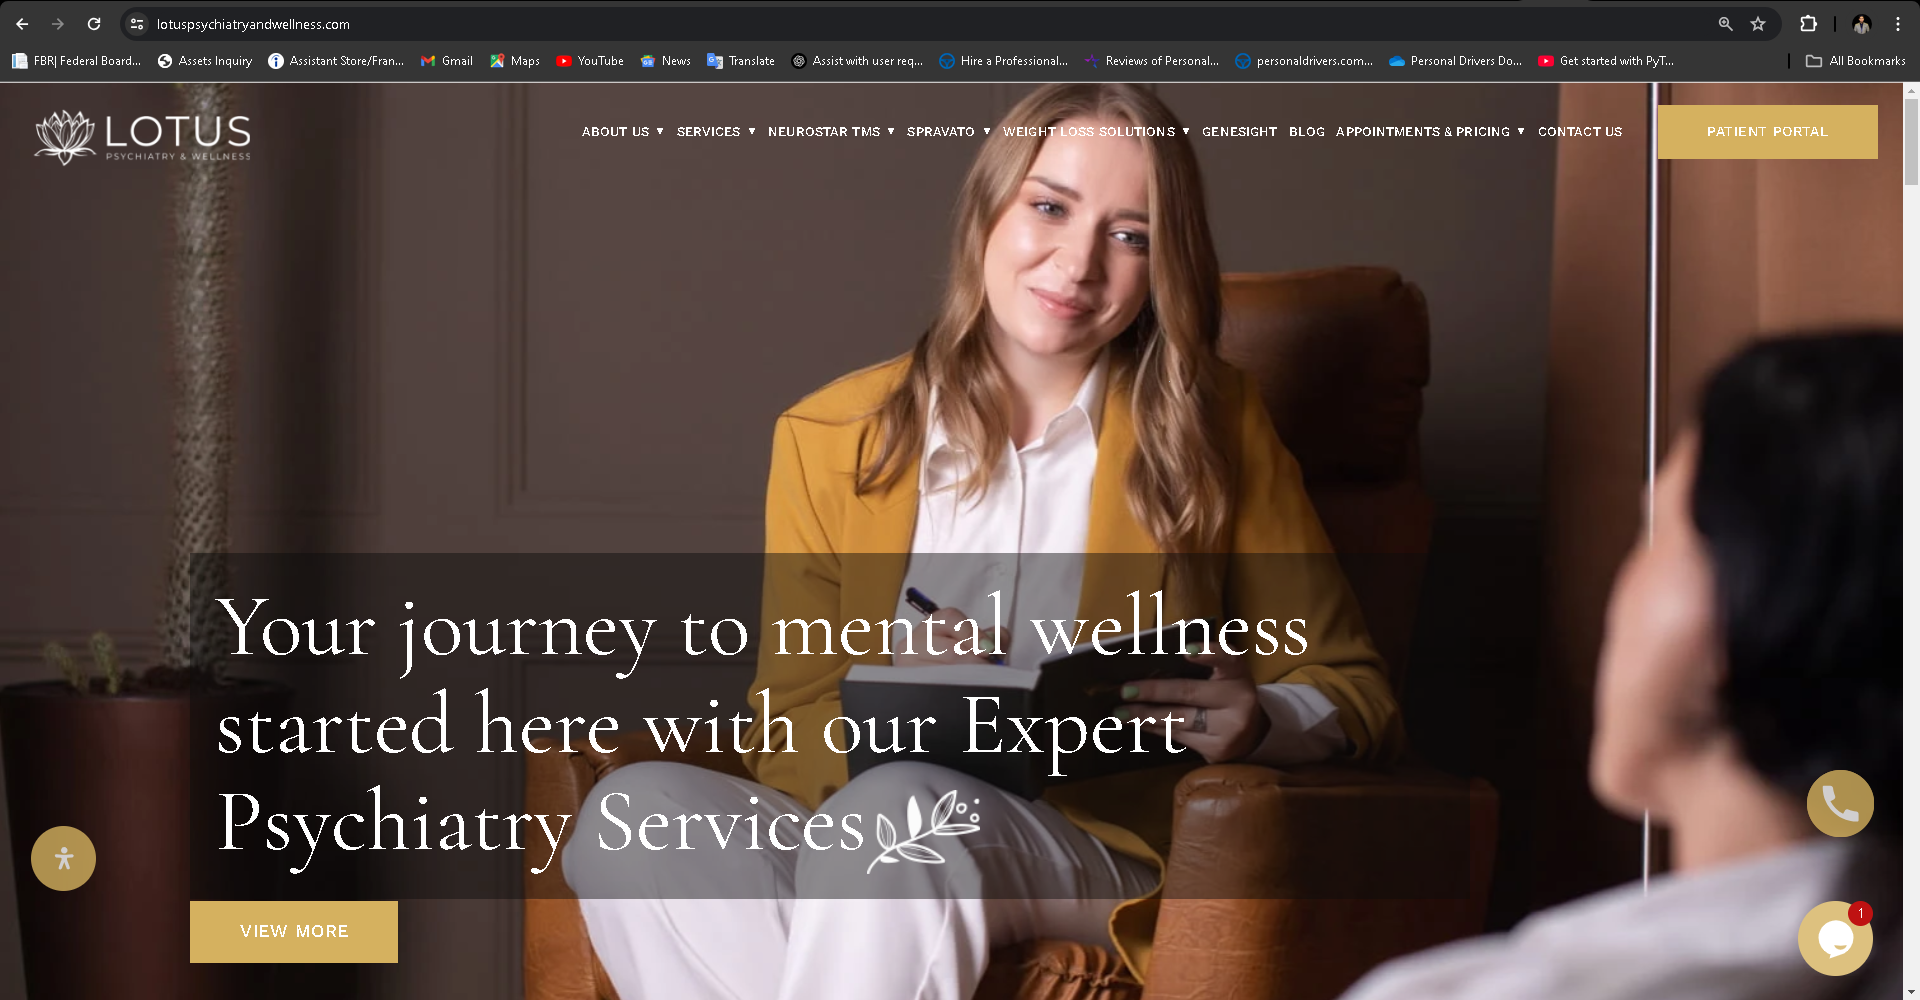 lotuspsychiatryandwellness.com
FBR| Federal Board... Assets Inquiry Assistant Store/Fran... Gmail Maps YouTube News Translate Assist with user req... Hire a Professional... Reviews of Personal... personaldrivers.com... Personal Drivers Do... Get started with PyT... All Bookmarks
LOTUS
PSYCHIATRY & WELLNESS
ABOUT US ▼ SERVICES ▼ NEUROSTAR TMS ▼ SPRAVATO ▼ WEIGHT LOSS SOLUTIONS ▼ GENESIGHT BLOG APPOINTMENTS & PRICING ▼ CONTACT US
PATIENT PORTAL
Your journey to mental wellness
started here with our Expert
Psychiatry Services
VIEW MORE
1